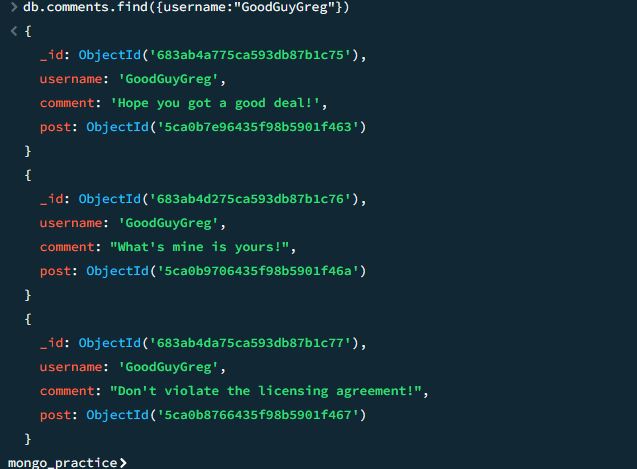 > db.comments.find({username:"GoodGuyGreg"})
< {
_id: ObjectId('683ab4a775ca593db87b1c75'),
username: 'GoodGuyGreg',
comment: 'Hope you got a good deal!',
post: ObjectId('5ca0b7e96435f98b5901f463')
}
{
_id: ObjectId('683ab4d275ca593db87b1c76'),
username: 'GoodGuyGreg',
comment: "What's mine is yours!",
post: ObjectId('5ca0b9706435f98b5901f46a')
}
{
_id: ObjectId('683ab4da75ca593db87b1c77'),
username: 'GoodGuyGreg',
comment: "Don't violate the licensing agreement!",
post: ObjectId('5ca0b8766435f98b5901f467')
}
mongo_practice>